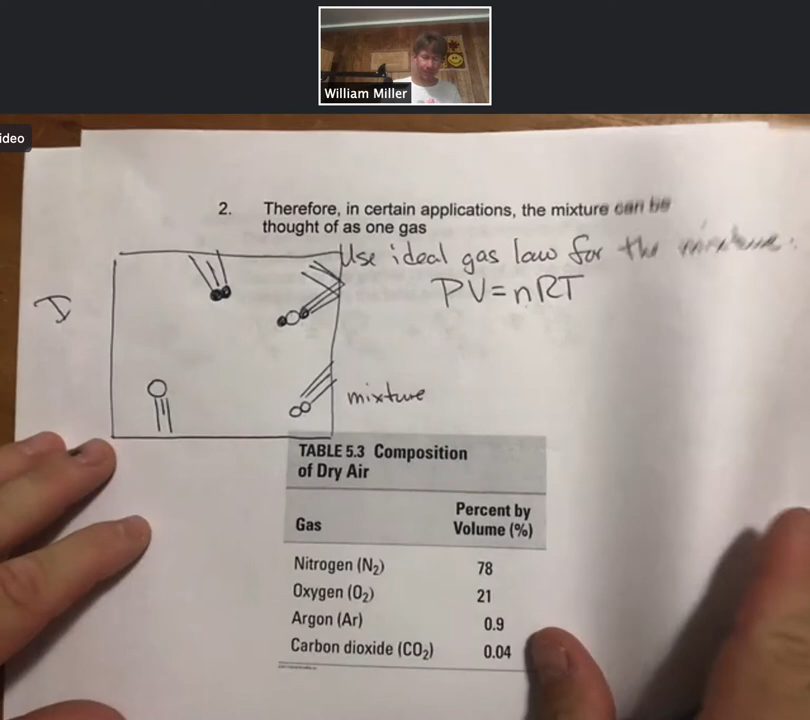 William Miller
ideo
2. Therefore, in certain applications, the mixture can be
thought of as one gas
Use ideal gas law for the mixture.
PV=nRT
I
mixture
TABLE 5.3 Composition
of Dry Air
Gas
Percent by
Volume (%)
Nitrogen (N₂) 78
Oxygen (O₂) 21
Argon (Ar) 0.9
Carbon dioxide (CO₂) 0.04